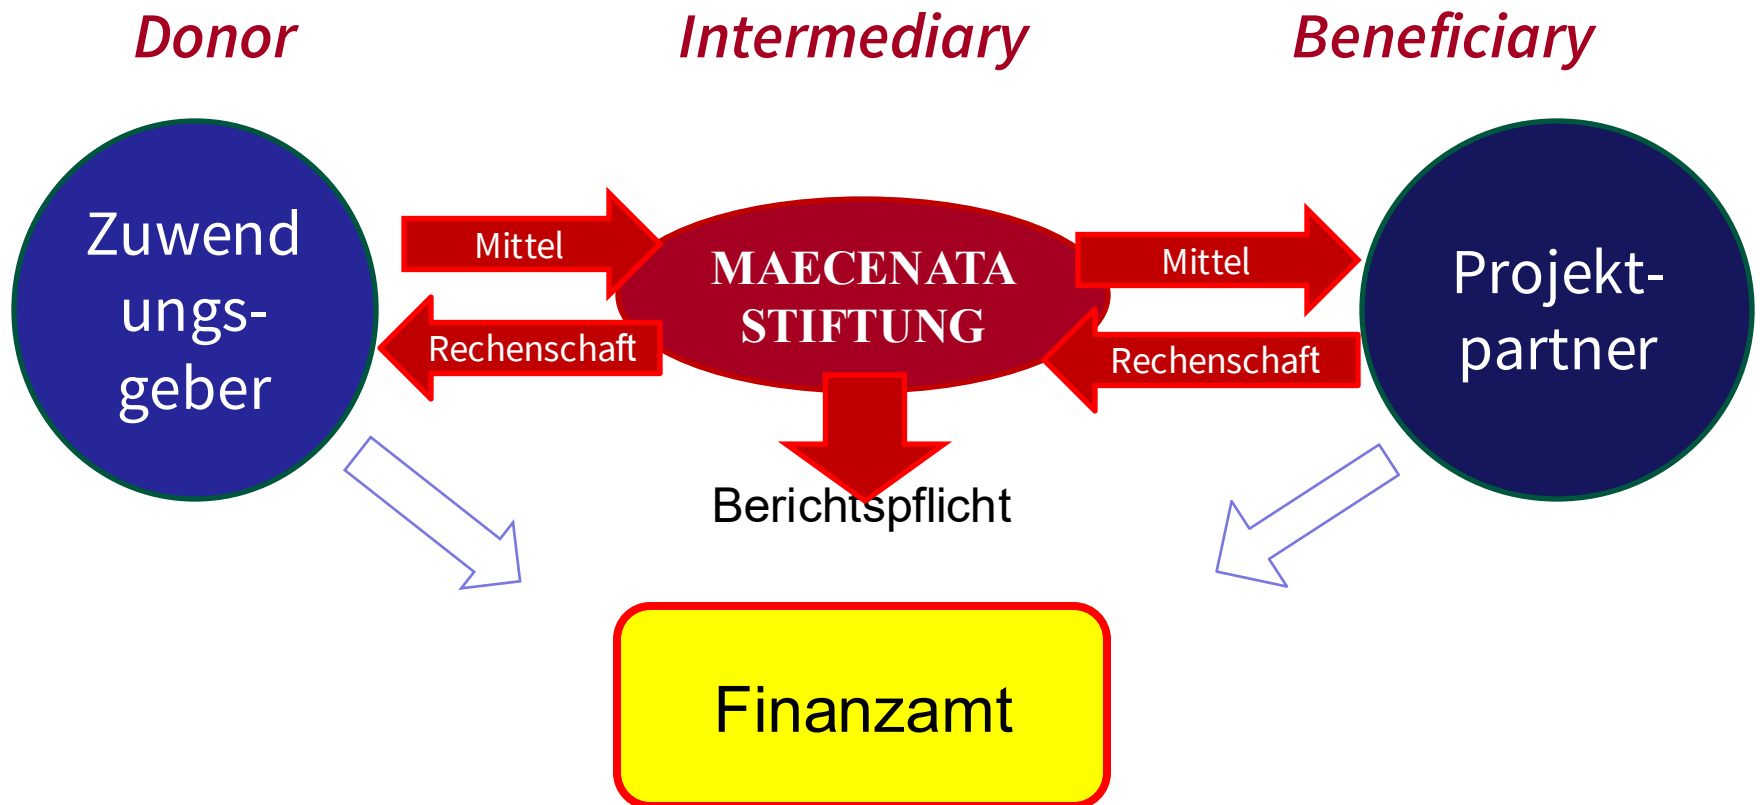 Donor
Intermediary
Beneficiary
Zuwend
ungs-
geber
Mittel
Rechenschaft
MAECENATA
STIFTUNG
Mittel
Rechenschaft
Projekt-
partner
Berichtspflicht
Finanzamt